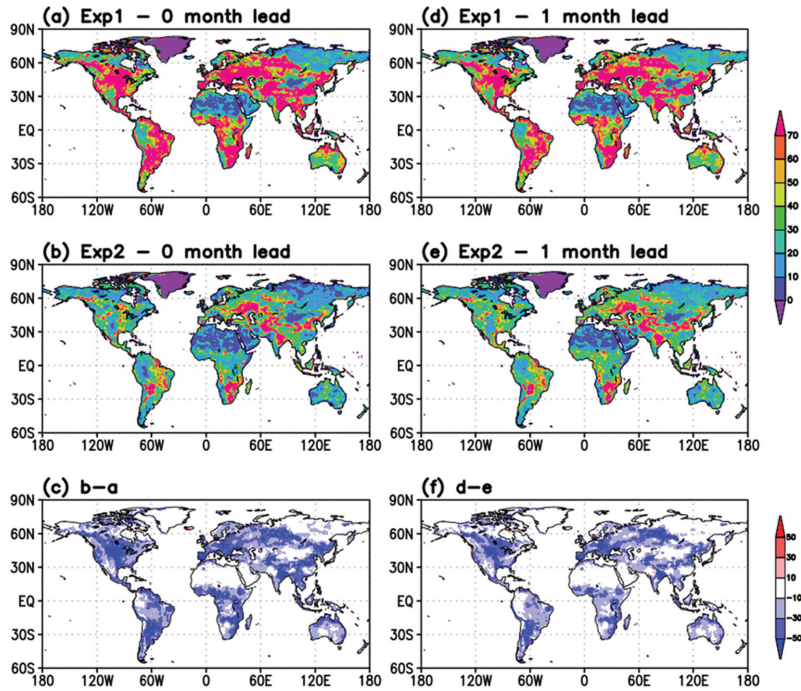 (a) Exp1 - 0 month lead
90N
60N
30N
EQ
30S
60S
180 120W 60W 0 60E 120E 180
(d) Exp1 - 1 month lead
90N
60N
30N
EQ
30S
60S
180 120W 60W 0 60E 120E 180
(b) Exp2 - 0 month lead
90N
60N
30N
EQ
30S
60S
180 120W 60W 0 60E 120E 180
(e) Exp2 - 1 month lead
90N
60N
30N
EQ
30S
60S
180 120W 60W 0 60E 120E 180
70
60
50
40
30
20
10
0
(c) b-a
90N
60N
30N
EQ
30S
60S
180 120W 60W 0 60E 120E 180
(f) d-e
90N
60N
30N
EQ
30S
60S
180 120W 60W 0 60E 120E 180
50
30
10
-10
-30
-50